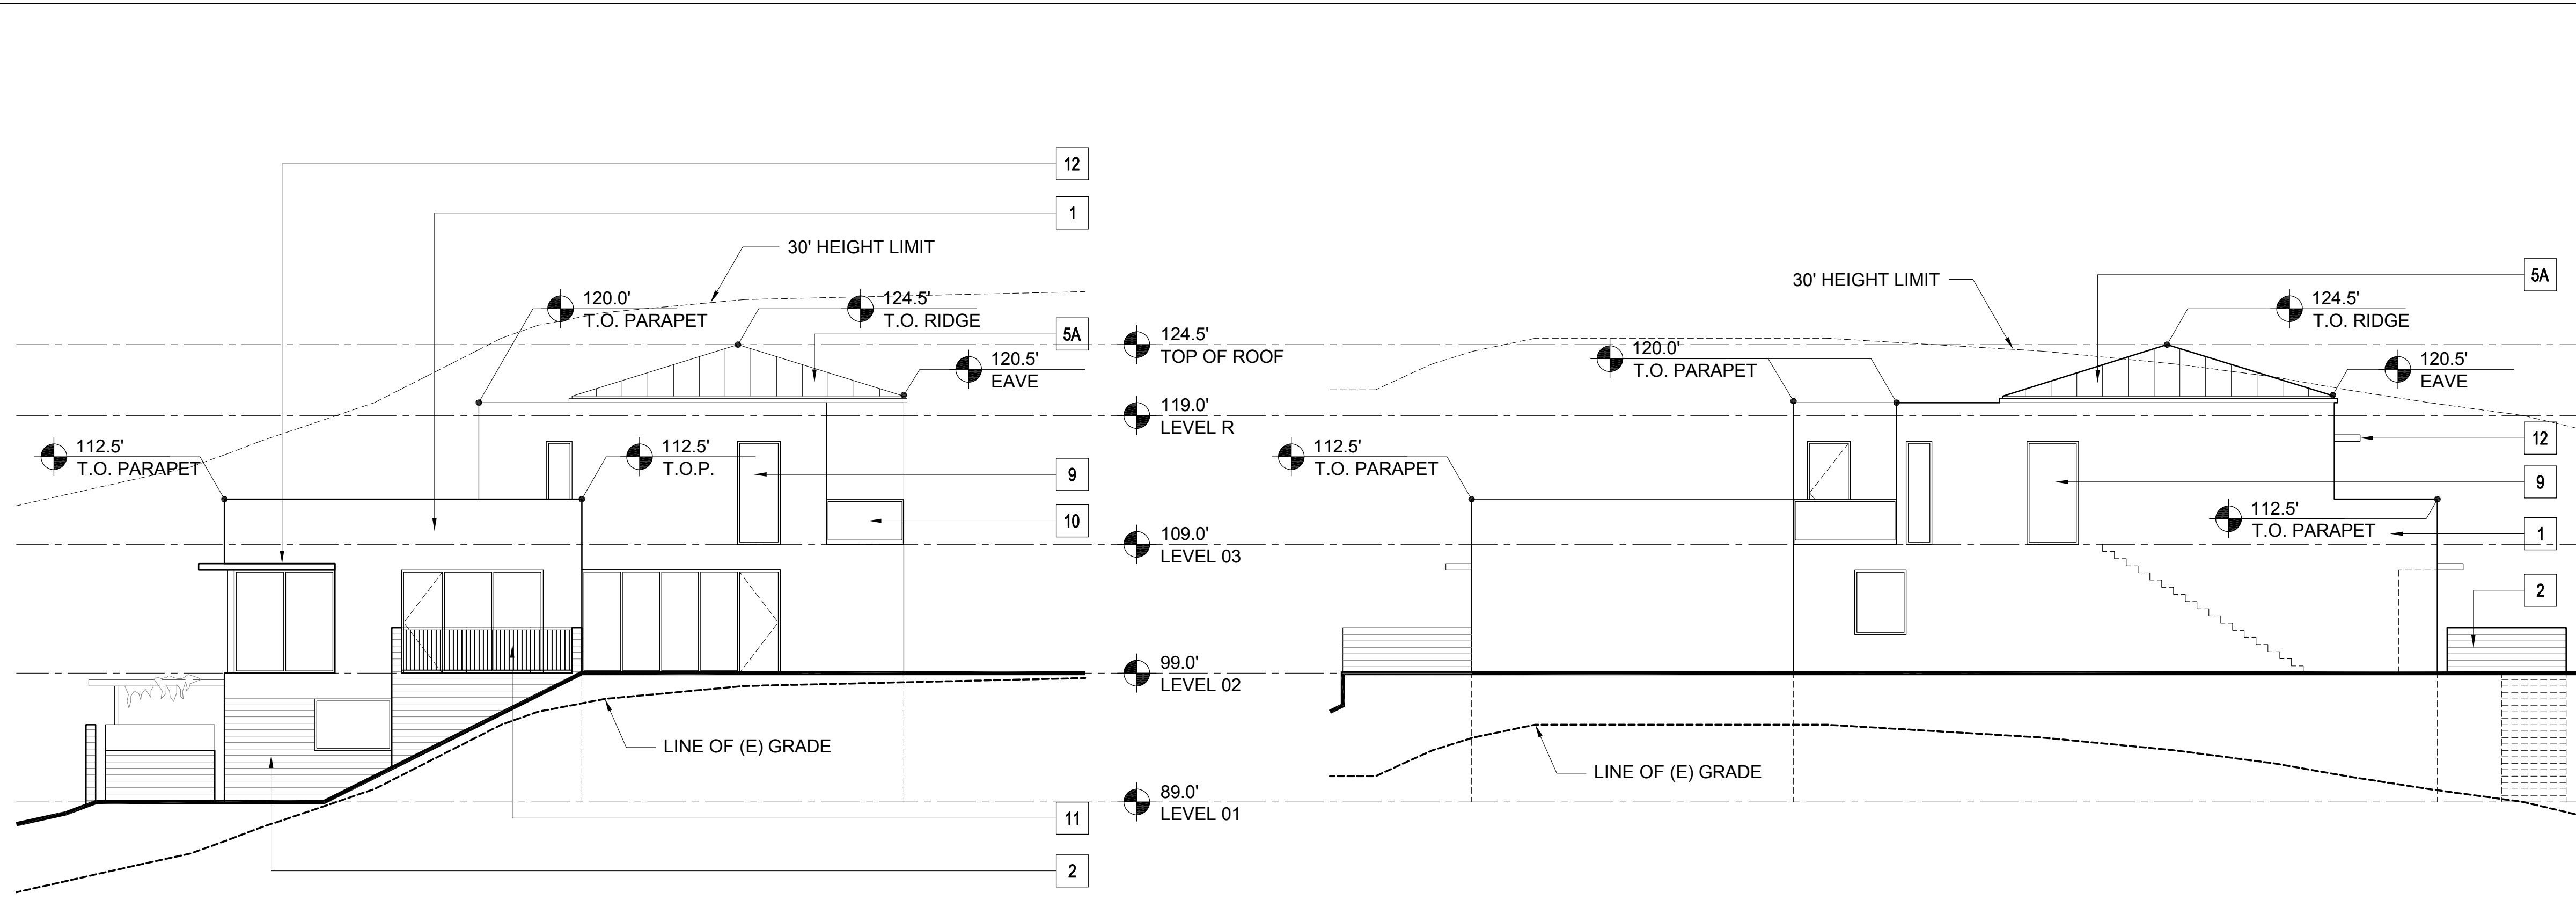 12
1
30' HEIGHT LIMIT
120.0'
T.O. PARAPET
124.5'
T.O. RIDGE
5A
120.5'
EAVE
112.5'
T.O. PARAPET
112.5'
T.O.P.
9
10
LINE OF (E) GRADE
11
2
124.5'
TOP OF ROOF
119.0'
LEVEL R
109.0'
LEVEL 03
99.0'
LEVEL 02
89.0'
LEVEL 01
30' HEIGHT LIMIT
5A
124.5'
T.O. RIDGE
120.0'
T.O. PARAPET
120.5'
EAVE
112.5'
T.O. PARAPET
12
9
112.5'
T.O. PARAPET
1
2
LINE OF (E) GRADE